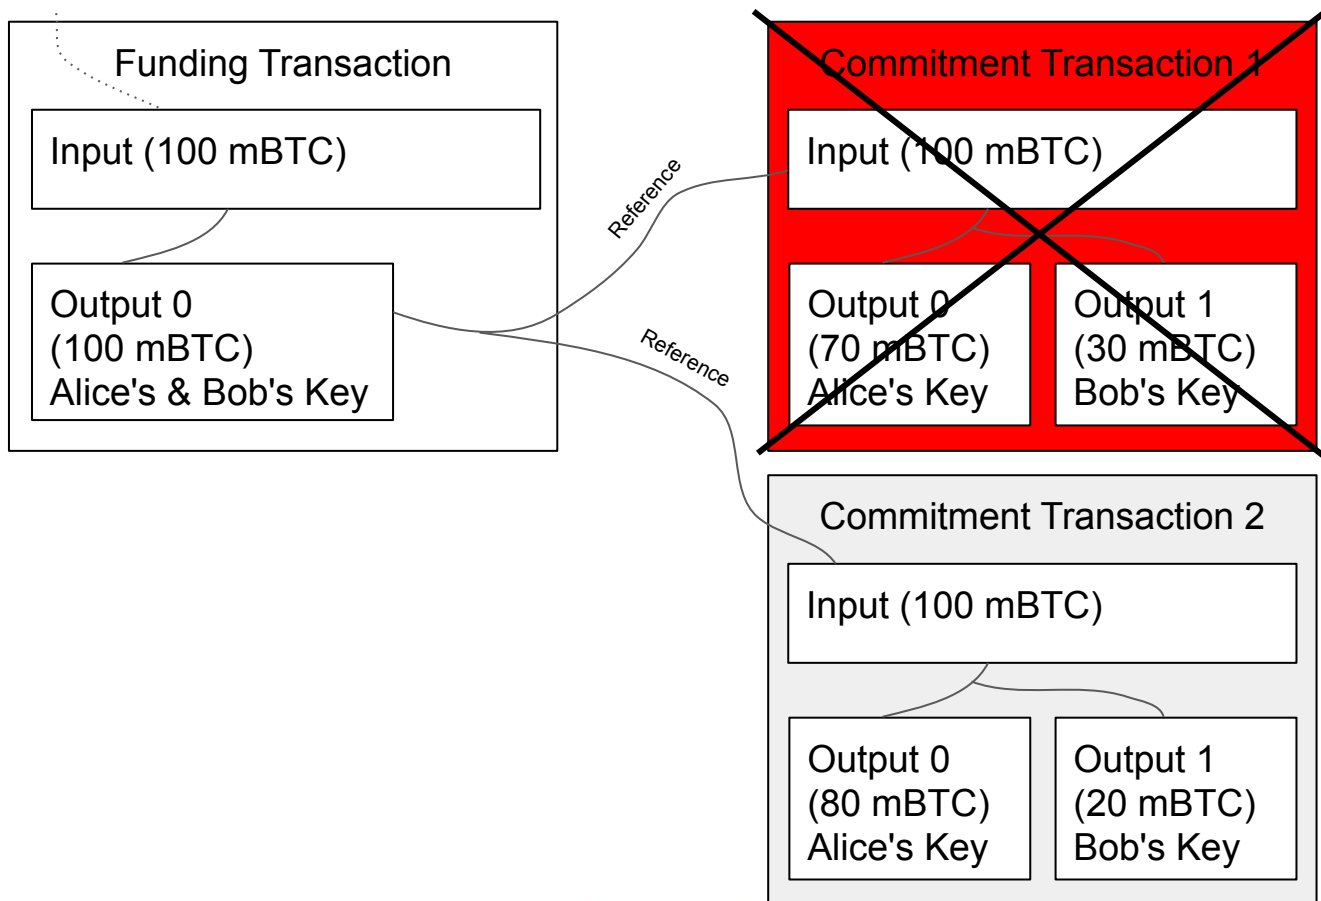 Funding Transaction
Input (100 mBTC)
Output 0
(100 mBTC)
Alice's & Bob's Key
Reference
Reference
Commitment Transaction 1
Input (100 mBTC)
Output 0
(70 mBTC)
Alice's Key
Output 1
(30 mBTC)
Bob's Key
Commitment Transaction 2
Input (100 mBTC)
Output 0
(80 mBTC)
Alice's Key
Output 1
(20 mBTC)
Bob's Key